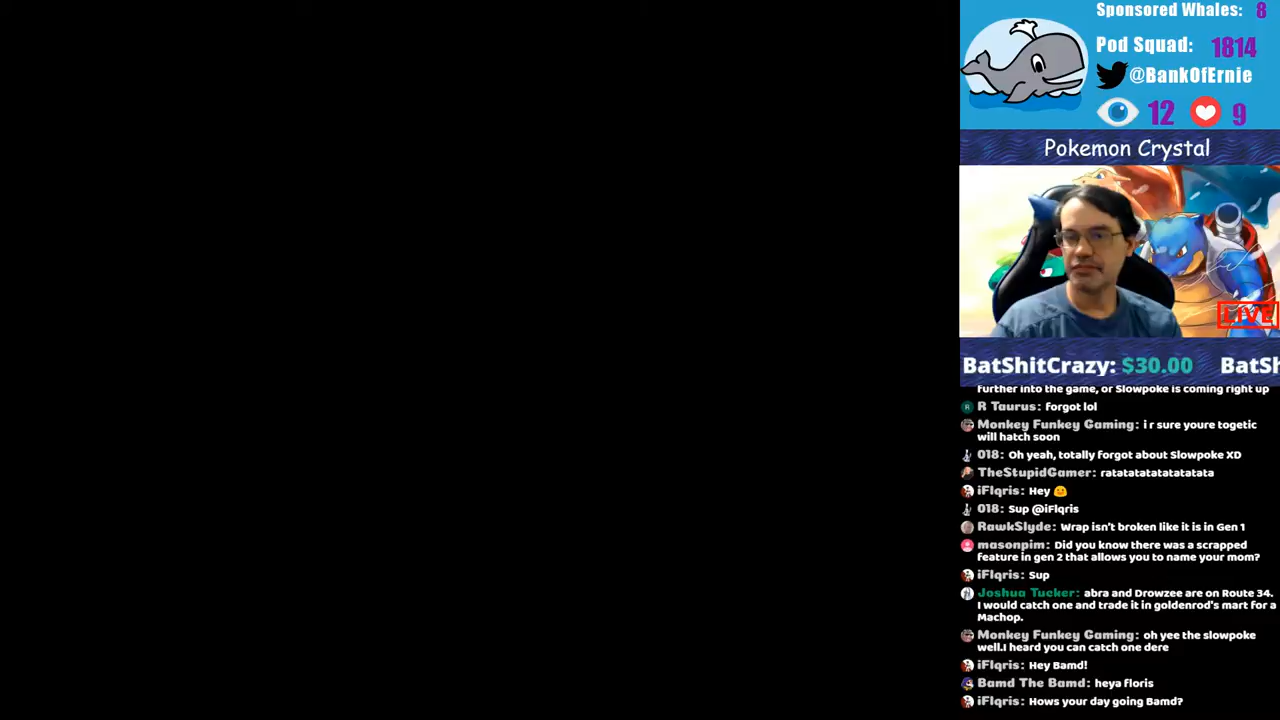 Sponsored Whales: 8
Pod Squad: 1814
@BankOfErnie
12 9
Pokemon Crystal
LIVE
BatShitCrazy: $30.00 BatSh
further into the game, or Slowpoke is coming right up
R Taurus: forgot lol
Monkey Funkey Gaming: i r sure youre togetic
will hatch soon
018: Oh yeah, totally forgot about Slowpoke XD
TheStupidGamer: ratatatatatatatata
iFlqris: Hey 🤗
018: Sup @iFlqris
RawkSlyde: Wrap isn't broken like it is in Gen 1
masonpim: Did you know there was a scrapped
feature in gen 2 that allows you to name your mom?
iFlqris: Sup
Joshua Tucker: abra and Drowzee are on Route 34.
I would catch one and trade it in goldenrod's mart for a
Machop.
Monkey Funkey Gaming: oh yee the slowpoke
well.I heard you can catch one dere
iFlqris: Hey Bamd!
Bamd The Bamd: heya floris
iFlqris: Hows your day going Bamd?